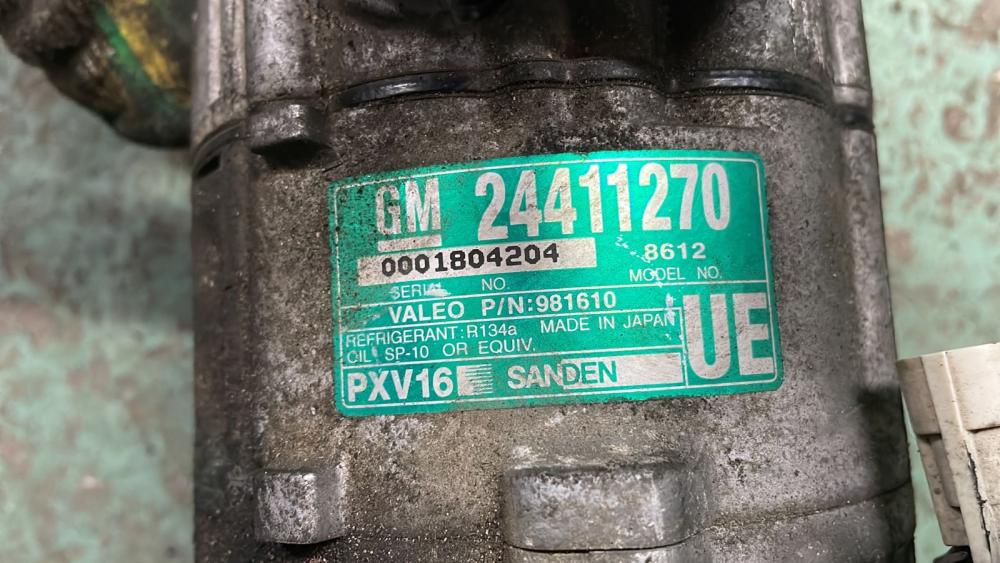 GM 24411270
0001804204 8612
SERIAL NO. MODEL NO.
VALEO P/N:981610
REFRIGERANT:R134a MADE IN JAPAN
OIL SP-10 OR EQUIV.
UE
PXV16 SANDEN